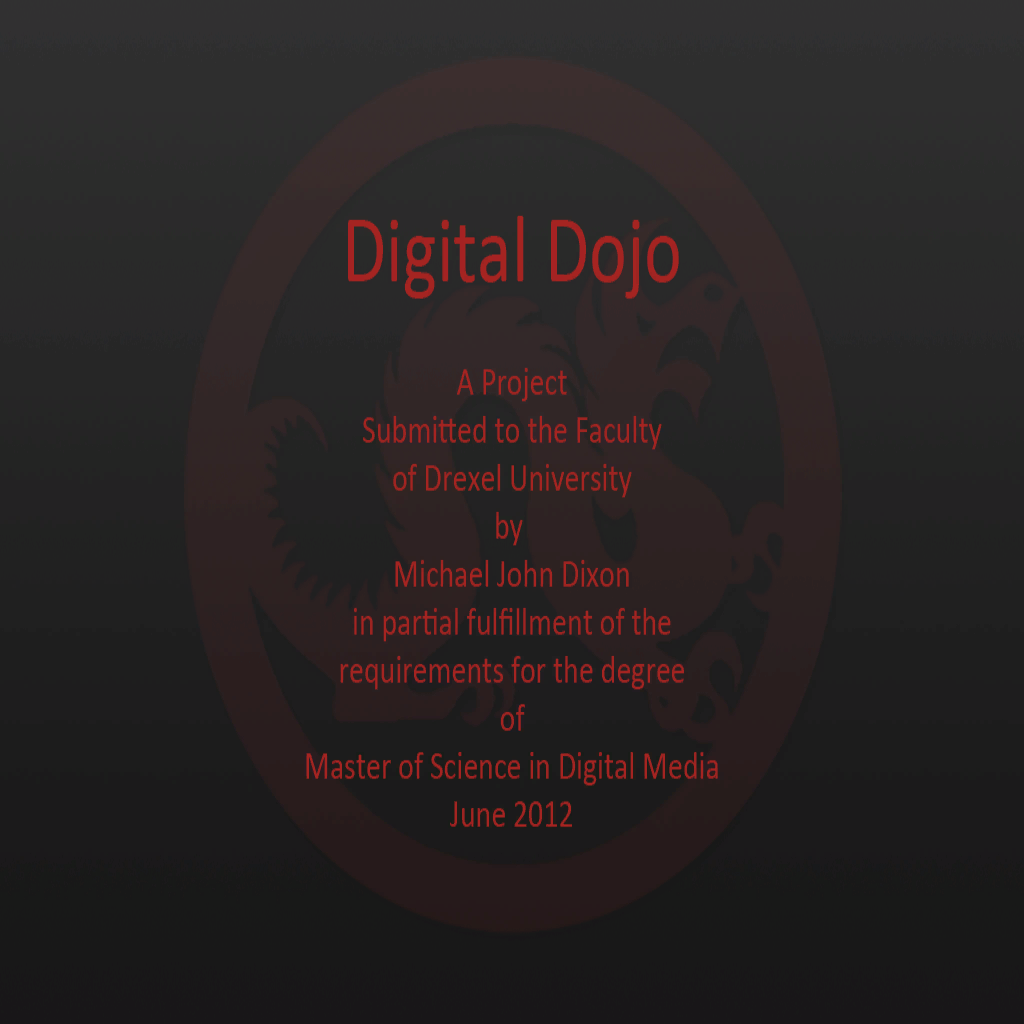 Digital Dojo
A Project
Submitted to the Faculty
of Drexel University
by
Michael John Dixon
in partial fulfillment of the
requirements for the degree
of
Master of Science in Digital Media
June 2012